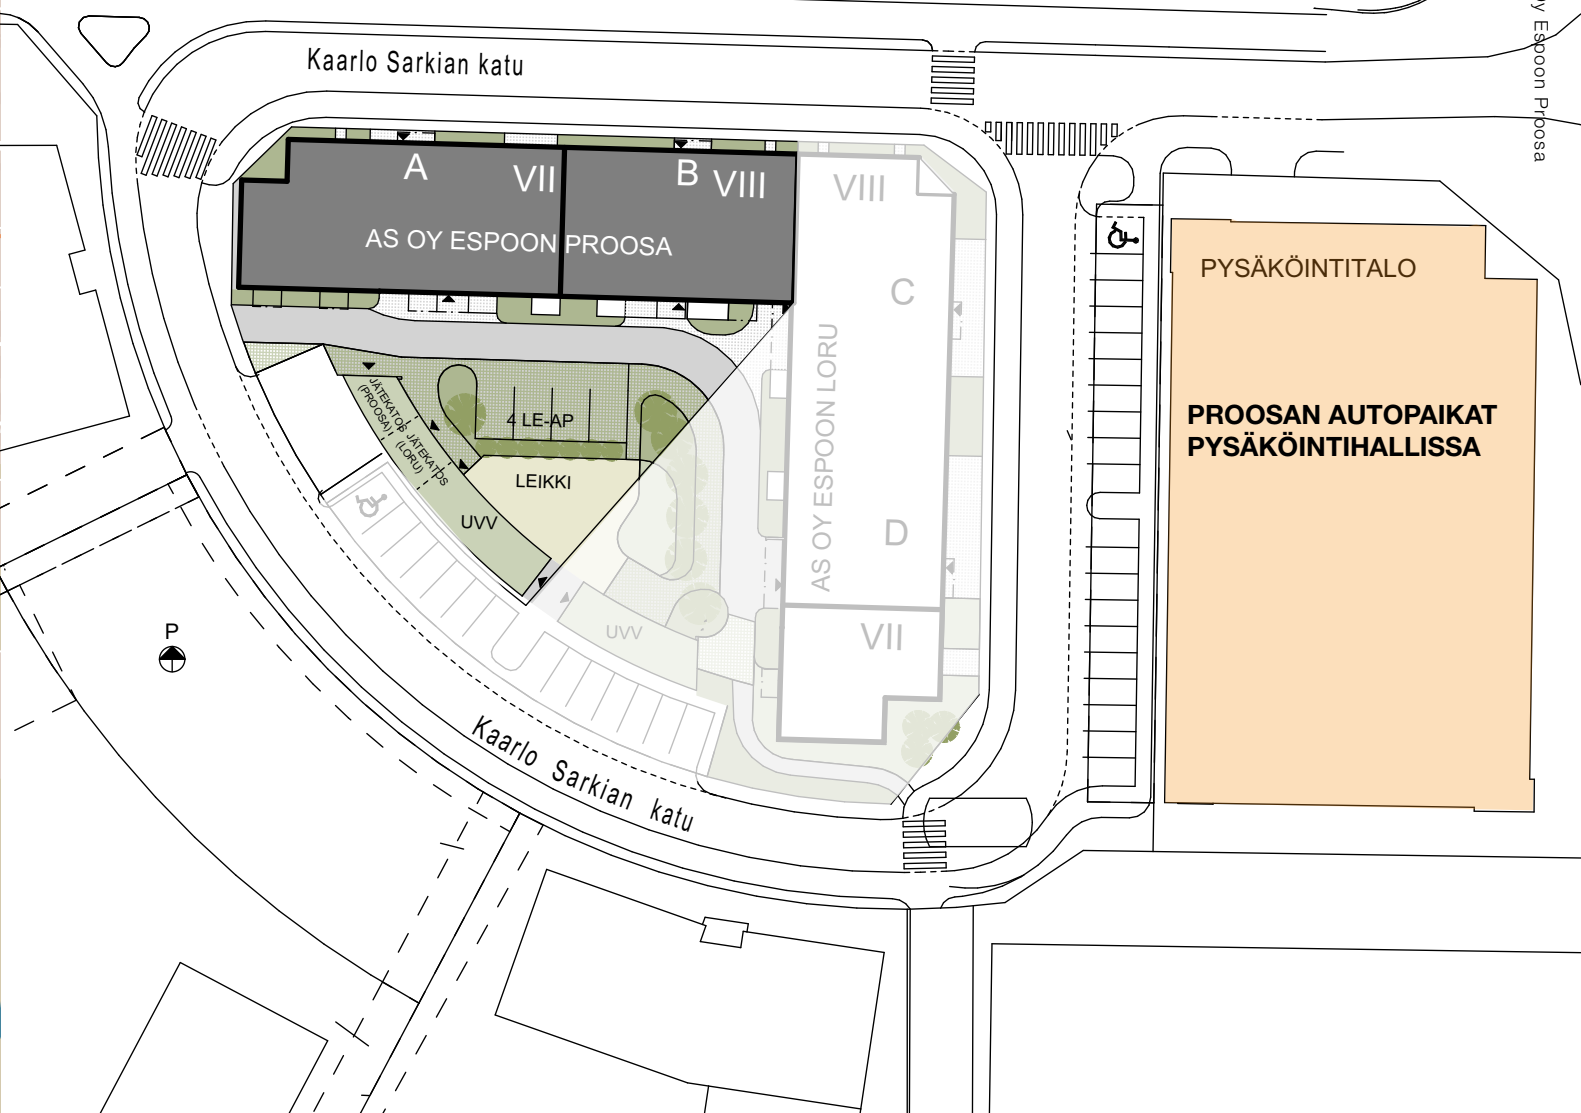 Kaarlo Sarkian katu
Oy Espoon Proosa
A
VII
B
VIII
VIII
AS OY ESPOON PROOSA
C
PYSÄKÖINTITALO
PROOSAN AUTOPAIKAT
PYSÄKÖINTIHALLISSA
AS OY ESPOON LORU
JÄTEKATOS
(PROOSA)
JÄTEKATOS
(LORU)
4 LE-AP
LEIKKI
UVV
D
UVV
VII
P
Kaarlo Sarkian katu